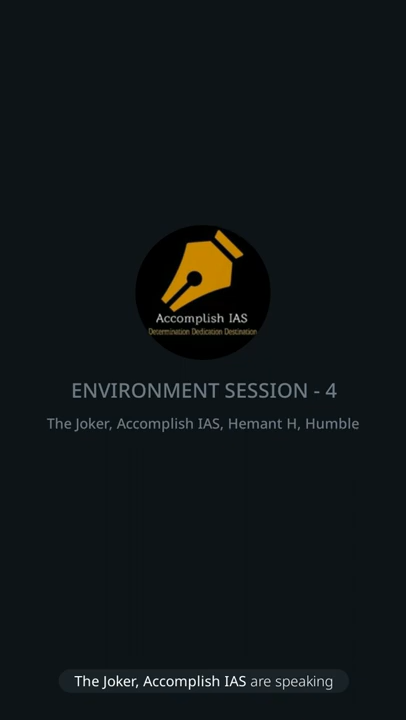 Accomplish IAS
Determination Dedication Destination
ENVIRONMENT SESSION - 4
The Joker, Accomplish IAS, Hemant H, Humble
The Joker, Accomplish IAS are speaking